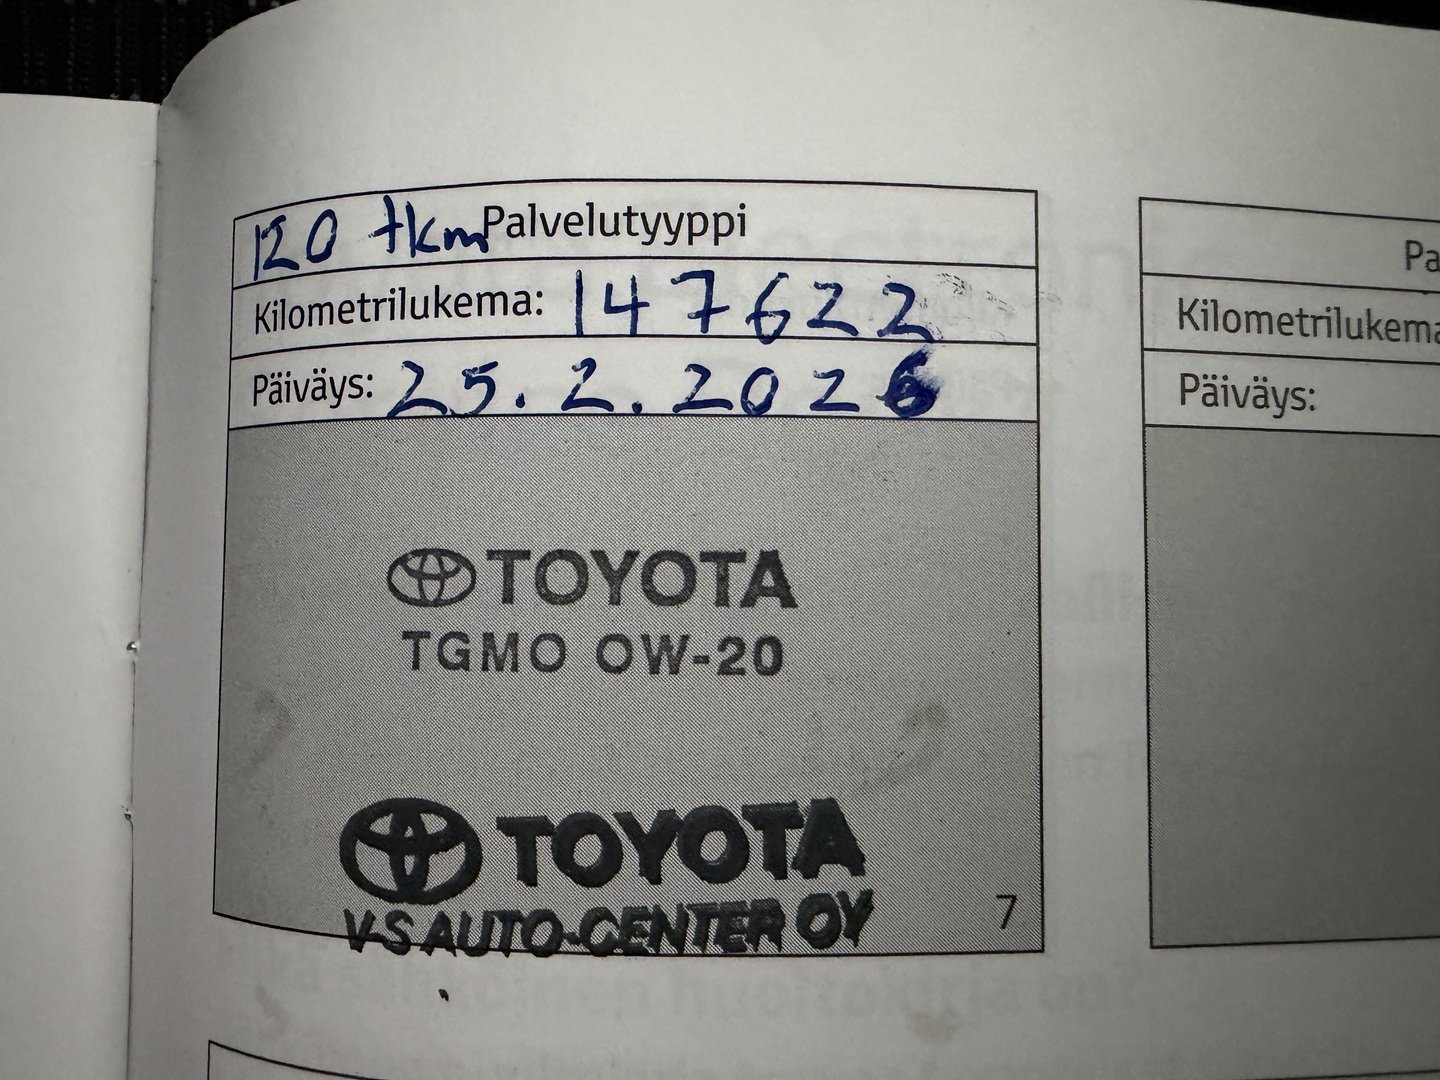 120 tkm Palvelutyyppi
Kilometrilukema: 147622
Päiväys: 25.2.2026
TOYOTA
TGMO 0W-20
TOYOTA
V-S AUTO-CENTER OY
7
Pa
Kilometrilukema
Päiväys: